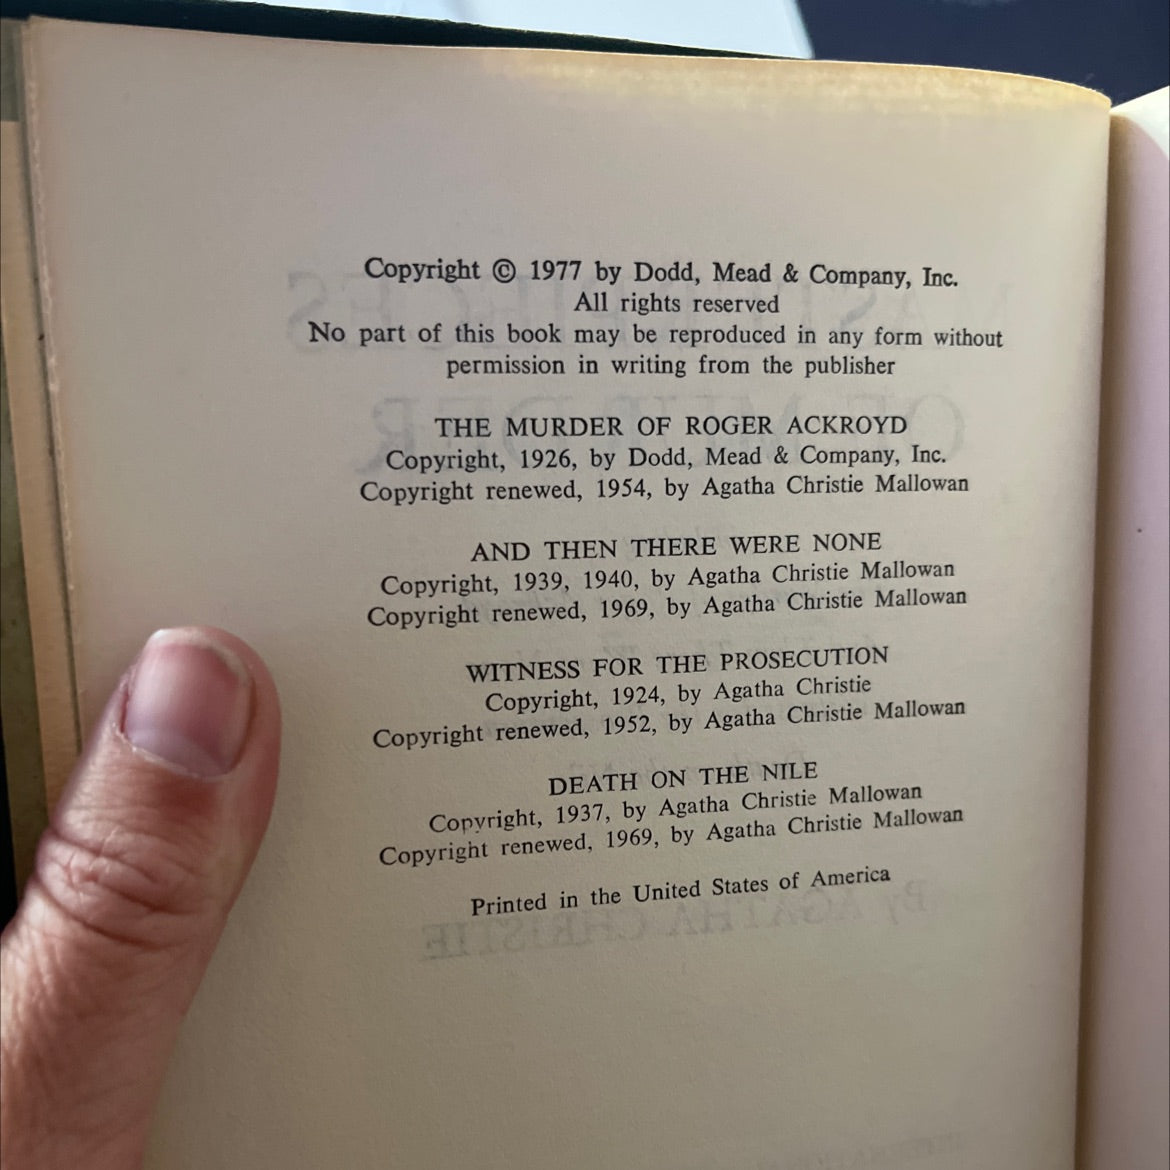 Copyright © 1977 by Dodd, Mead & Company, Inc.
All rights reserved
No part of this book may be reproduced in any form without
permission in writing from the publisher
THE MURDER OF ROGER ACKROYD
Copyright, 1926, by Dodd, Mead & Company, Inc.
Copyright renewed, 1954, by Agatha Christie Mallowan
AND THEN THERE WERE NONE
Copyright, 1939, 1940, by Agatha Christie Mallowan
Copyright renewed, 1969, by Agatha Christie Mallowan
WITNESS FOR THE PROSECUTION
Copyright, 1924, by Agatha Christie
Copyright renewed, 1952, by Agatha Christie Mallowan
DEATH ON THE NILE
Copyright, 1937, by Agatha Christie Mallowan
Copyright renewed, 1969, by Agatha Christie Mallowan
Printed in the United States of America
By AGATHA CHRISTIE